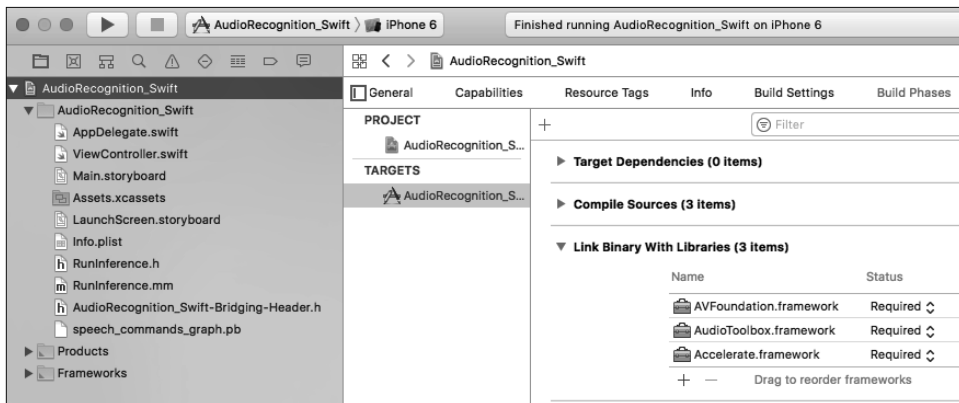 AudioRecognition_Swift
iPhone 6
Finished running AudioRecognition_Swift on iPhone 6
AudioRecognition_Swift
AudioRecognition_Swift
AppDelegate.swift
ViewController.swift
Main.storyboard
Assets.xcassets
LaunchScreen.storyboard
Info.plist
h RunInference.h
m RunInference.mm
h AudioRecognition_Swift-Bridging-Header.h
speech_commands_graph.pb
Products
Frameworks
AudioRecognition_Swift
General Capabilities Resource Tags Info Build Settings Build Phases
PROJECT
AudioRecognition_S...
TARGETS
AudioRecognition_S...
+ Filter
Target Dependencies (0 items)
Compile Sources (3 items)
Link Binary With Libraries (3 items)
Name Status
AVFoundation.framework Required
AudioToolbox.framework Required
Accelerate.framework Required
+ — Drag to reorder frameworks